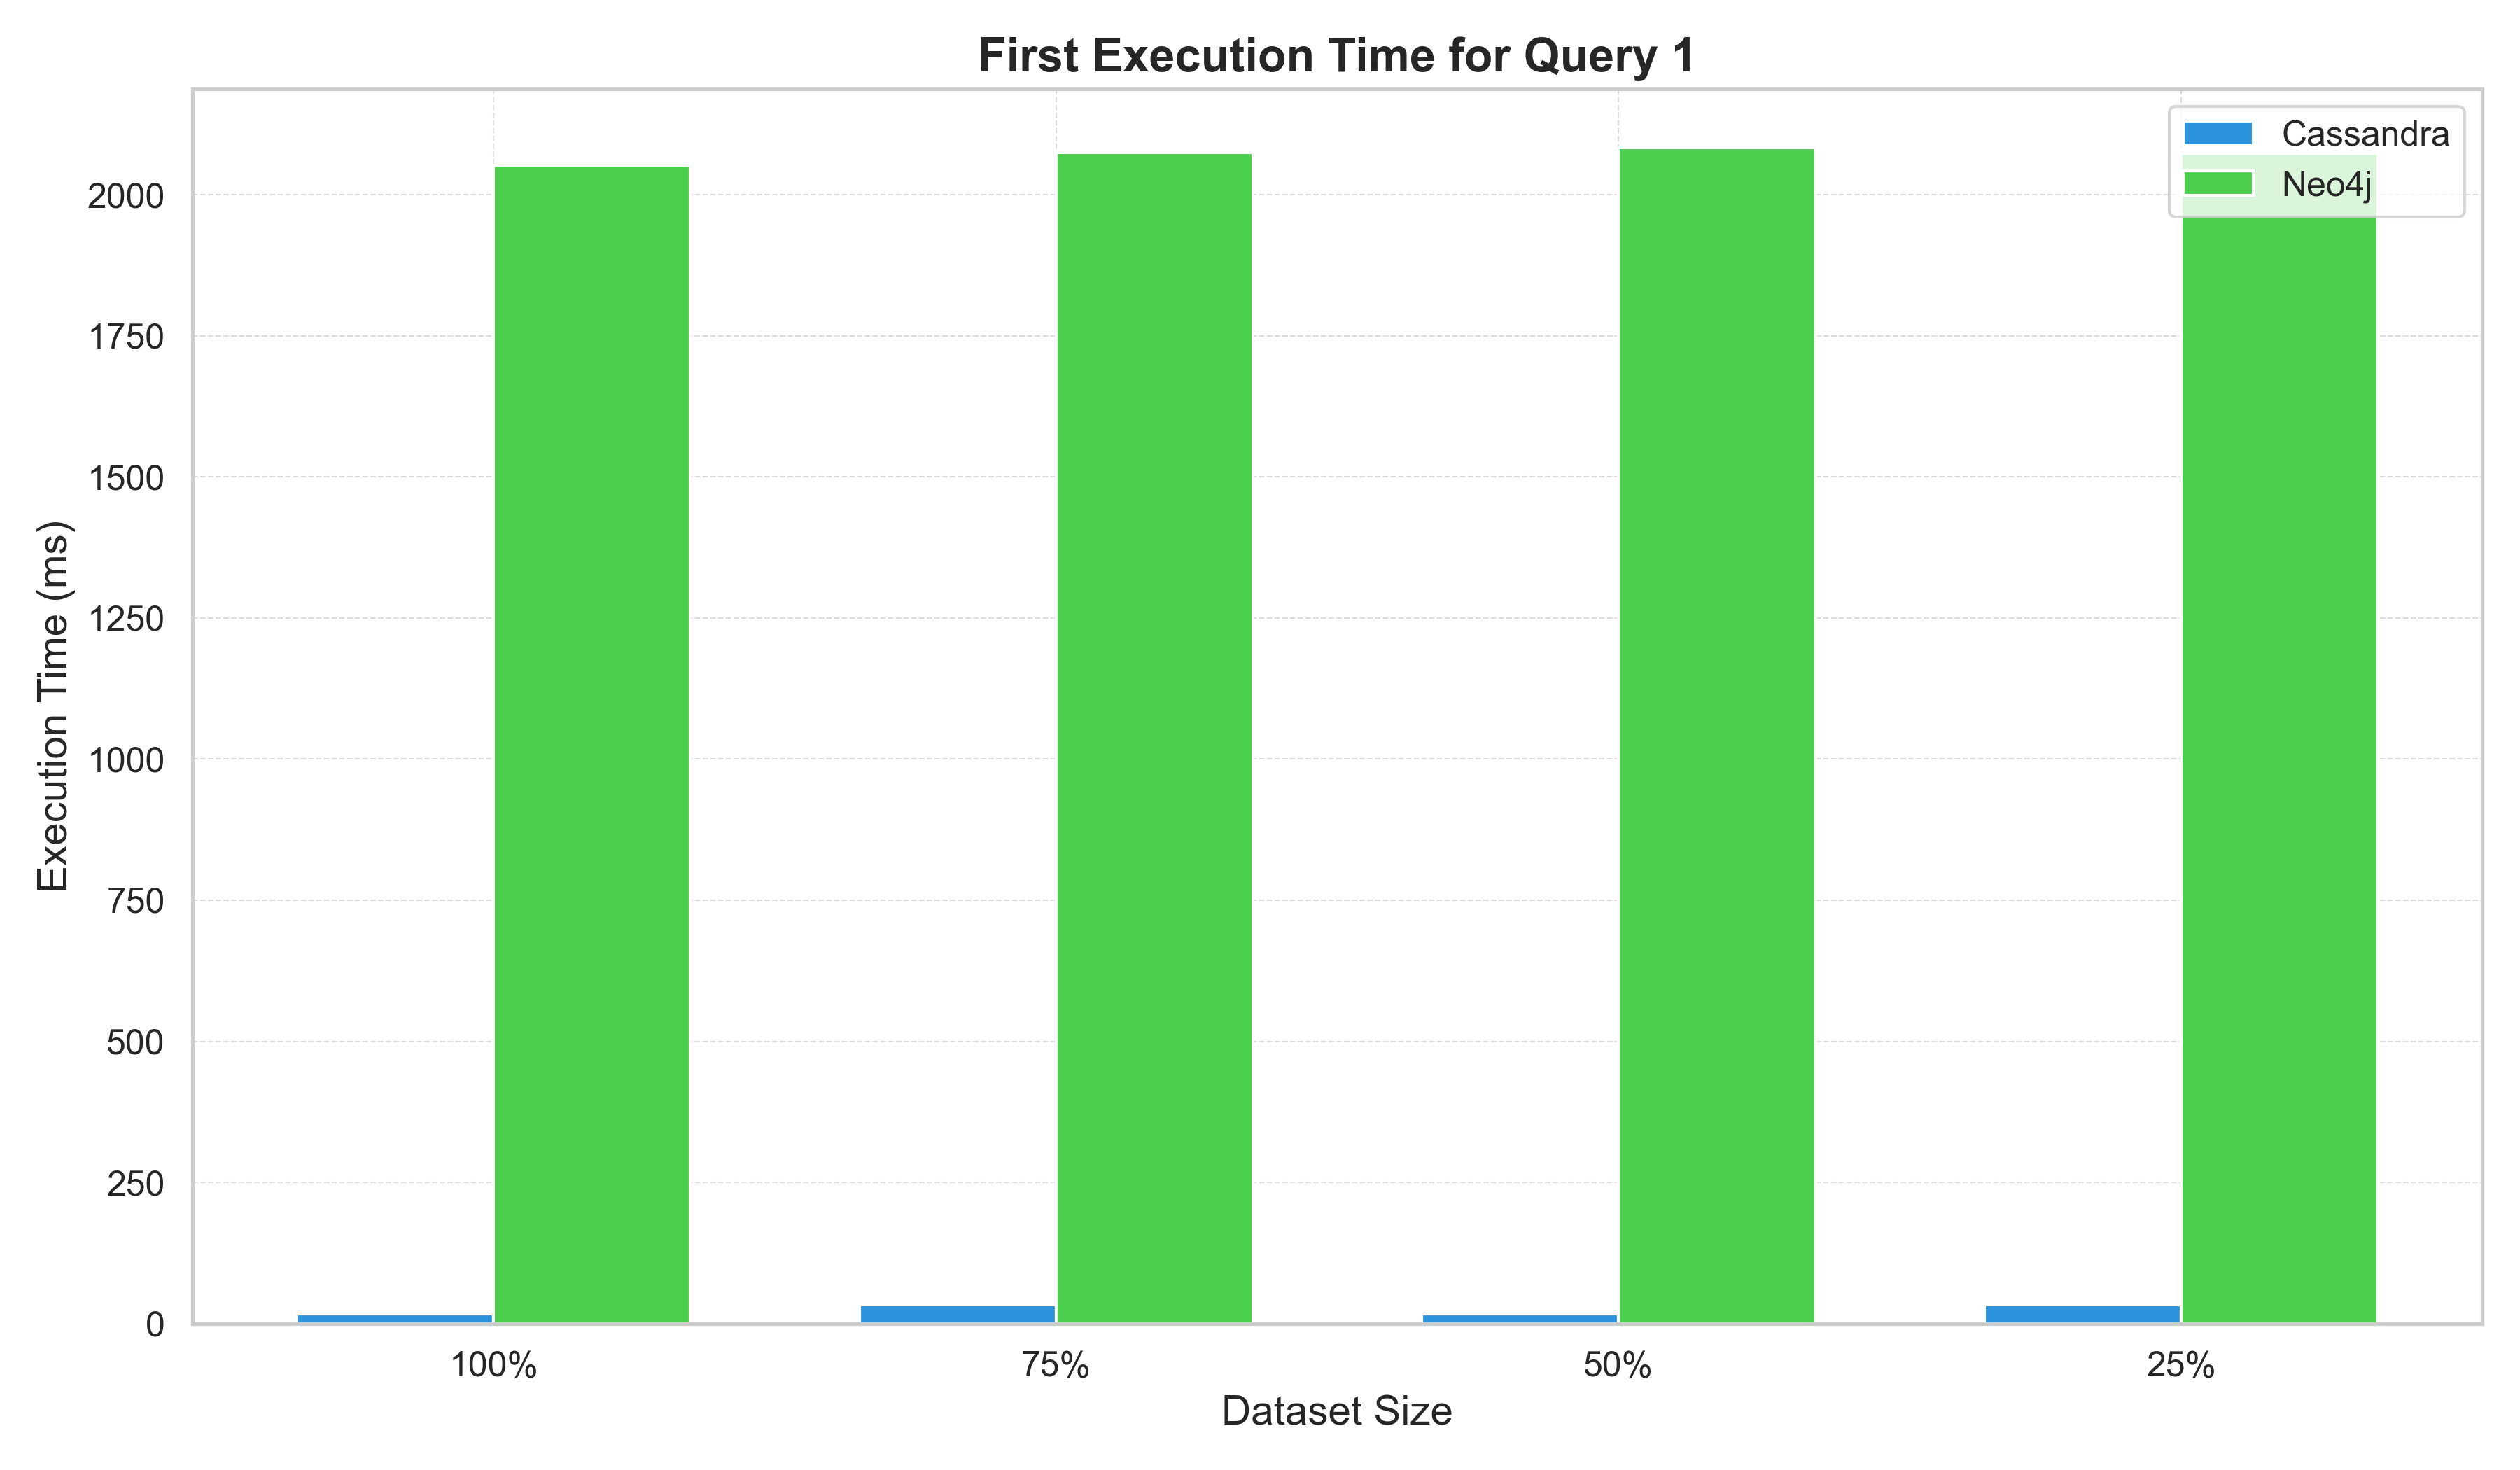 First Execution Time for Query 1
Cassandra
Neo4j
Execution Time (ms)
2000
1750
1500
1250
1000
750
500
250
0
100% 75% 50% 25%
Dataset Size